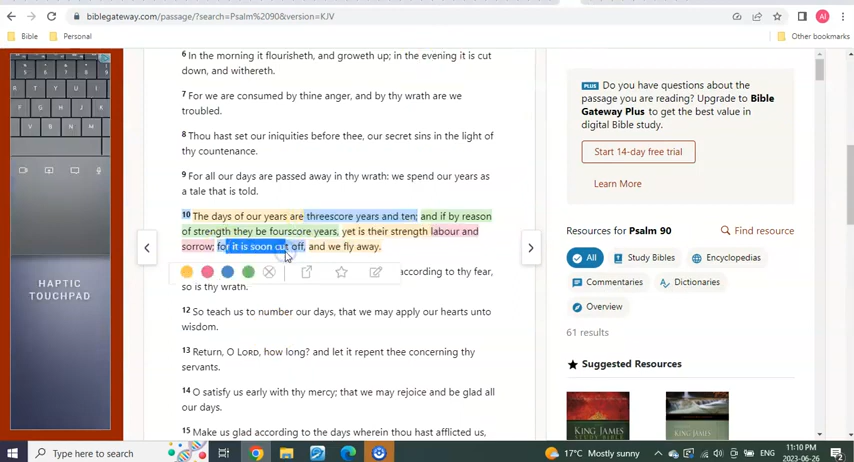 biblegateway.com/passage/?search=Psalm%2090&version=KJV
AI
Bible
Personal
Other bookmarks
6 In the morning it flourisheth, and groweth up; in the evening it is cut
down, and withereth.
7 For we are consumed by thine anger, and by thy wrath are we
troubled.
8 Thou hast set our iniquities before thee, our secret sins in the light of
thy countenance.
9 For all our days are passed away in thy wrath: we spend our years as
a tale that is told.
10 The days of our years are threescore years and ten; and if by reason
of strength they be fourscore years, yet is their strength labour and
sorrow; for it is soon cut off, and we fly away.
according to thy fear,
so is thy wrath.
12 So teach us to number our days, that we may apply our hearts unto
wisdom.
13 Return, O LORD, how long? and let it repent thee concerning thy
servants.
14 O satisfy us early with thy mercy; that we may rejoice and be glad all
our days.
15 Make us glad according to the days wherein thou hast afflicted us,
HAPTIC
TOUCHPAD
PLUS Do you have questions about the
passage you are reading? Upgrade to Bible
Gateway Plus to get the best value in
digital Bible study.
Start 14-day free trial
Learn More
Resources for Psalm 90
Find resource
All
Study Bibles
Encyclopedias
Commentaries
Dictionaries
Overview
61 results
Suggested Resources
KING JAMES
Type here to search
17°C Mostly sunny
ENG
11:10 PM
2023-06-26
2